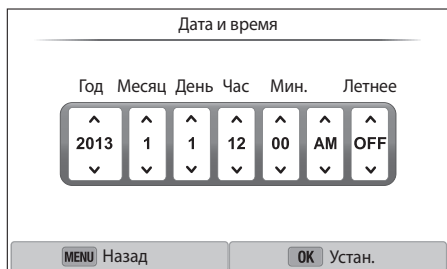 Дата и время
Год Месяц День Час Мин. Летнее
2013 1 1 12 00 AM OFF
MENU Назад OK Устан.